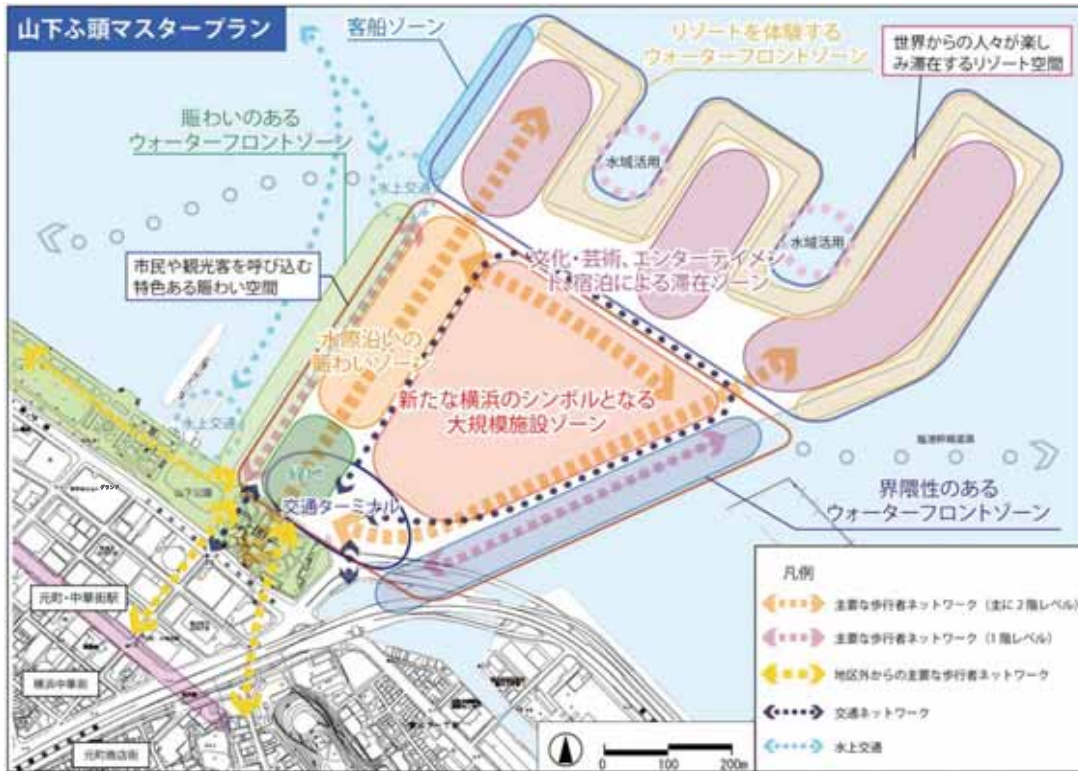 山下ふ頭マスタープラン
客船ゾーン
リゾートを体験する
ウォーターフロントゾーン
世界からの人々が楽し
み滞在するリゾート空間
賑わいのある
ウォーターフロントゾーン
水域活用
水上交通
水域活用
市民や観光客を呼び込む
特色ある賑わい空間
文化・芸術、エンターテイメン
ト、宿泊による滞在ゾーン
水際沿いの
賑わいゾーン
新たな横浜のシンボルとなる
大規模施設ゾーン
水上交通
臨港幹線道路
山下公園
交通ターミナル
界隈性のある
ウォーターフロントゾーン
元町・中華街駅
横浜中華街
元町商店街
凡例
主要な歩行者ネットワーク（主に2階レベル）
主要な歩行者ネットワーク（1階レベル）
地区外からの主要な歩行者ネットワーク
交通ネットワーク
水上交通
0 100 200m